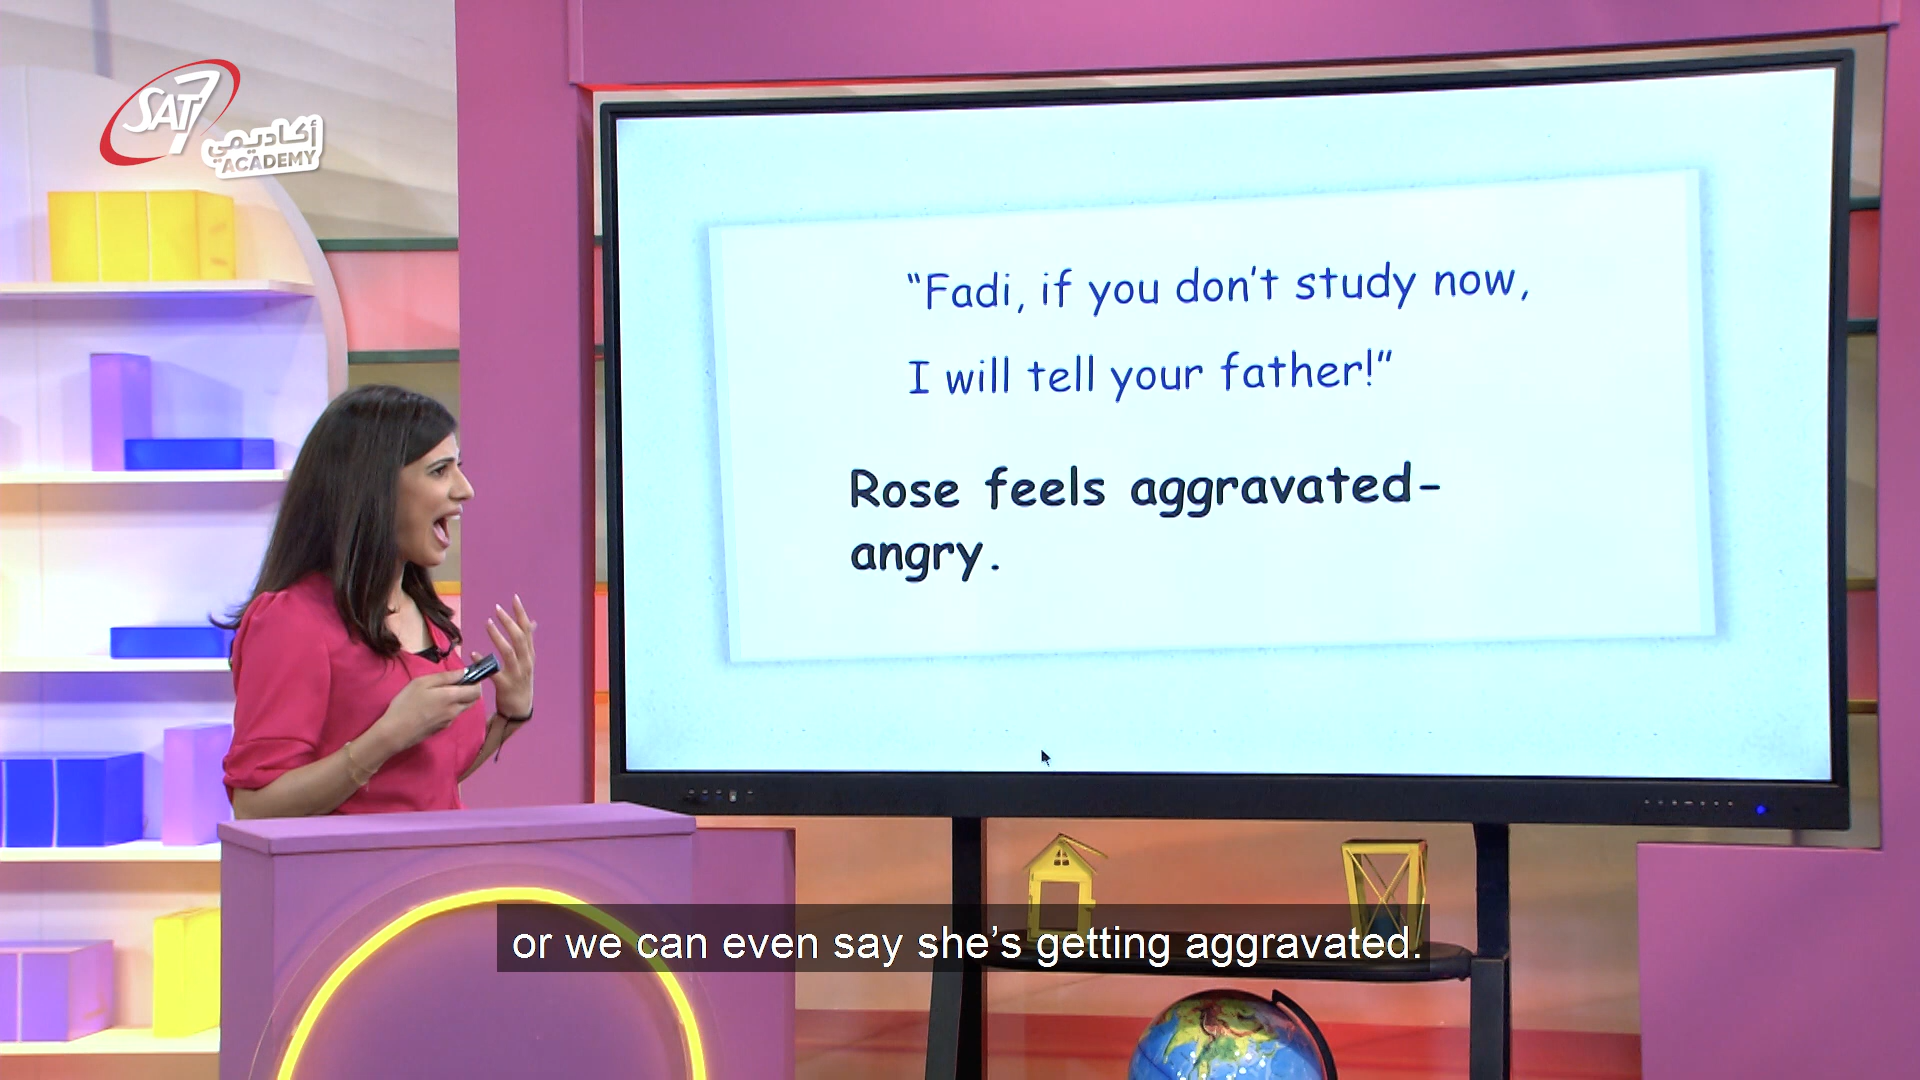 SAT7
أكاديمي
ACADEMY
“Fadi, if you don’t study now,
I will tell your father!”
Rose feels aggravated-
angry.
or we can even say she’s getting aggravated.